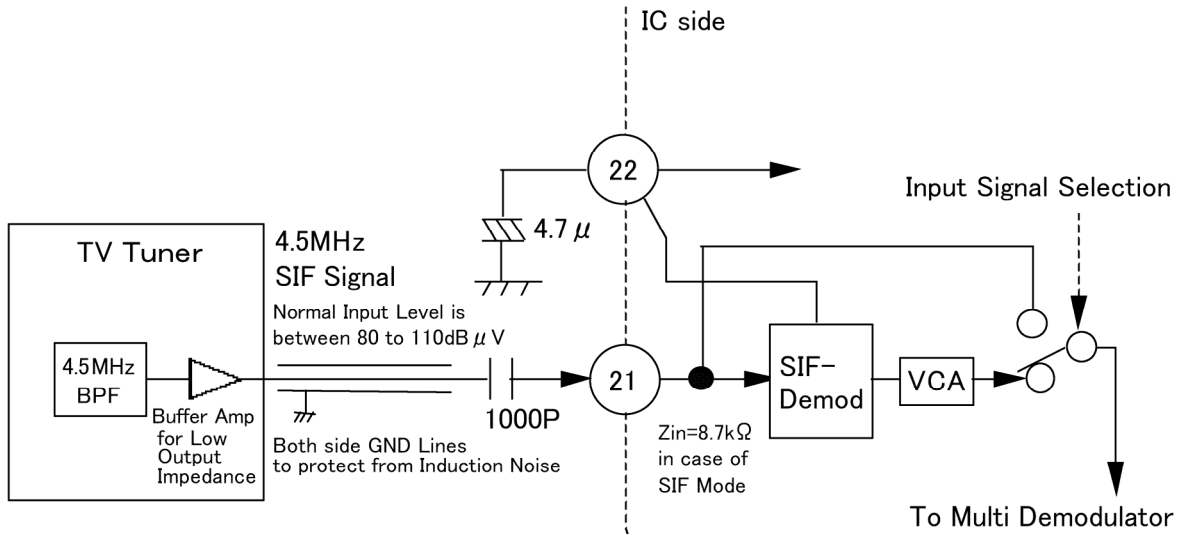 IC side
22
Input Signal Selection
TV Tuner
4.5MHz
SIF Signal
4.7 μ
Normal Input Level is
between 80 to 110dB μ V
4.5MHz
BPF
21
SIF-
Demod
VCA
1000P
Buffer Amp
for Low
Output
Impedance
Both side GND Lines
to protect from Induction Noise
Zin=8.7kΩ
in case of
SIF Mode
To Multi Demodulator